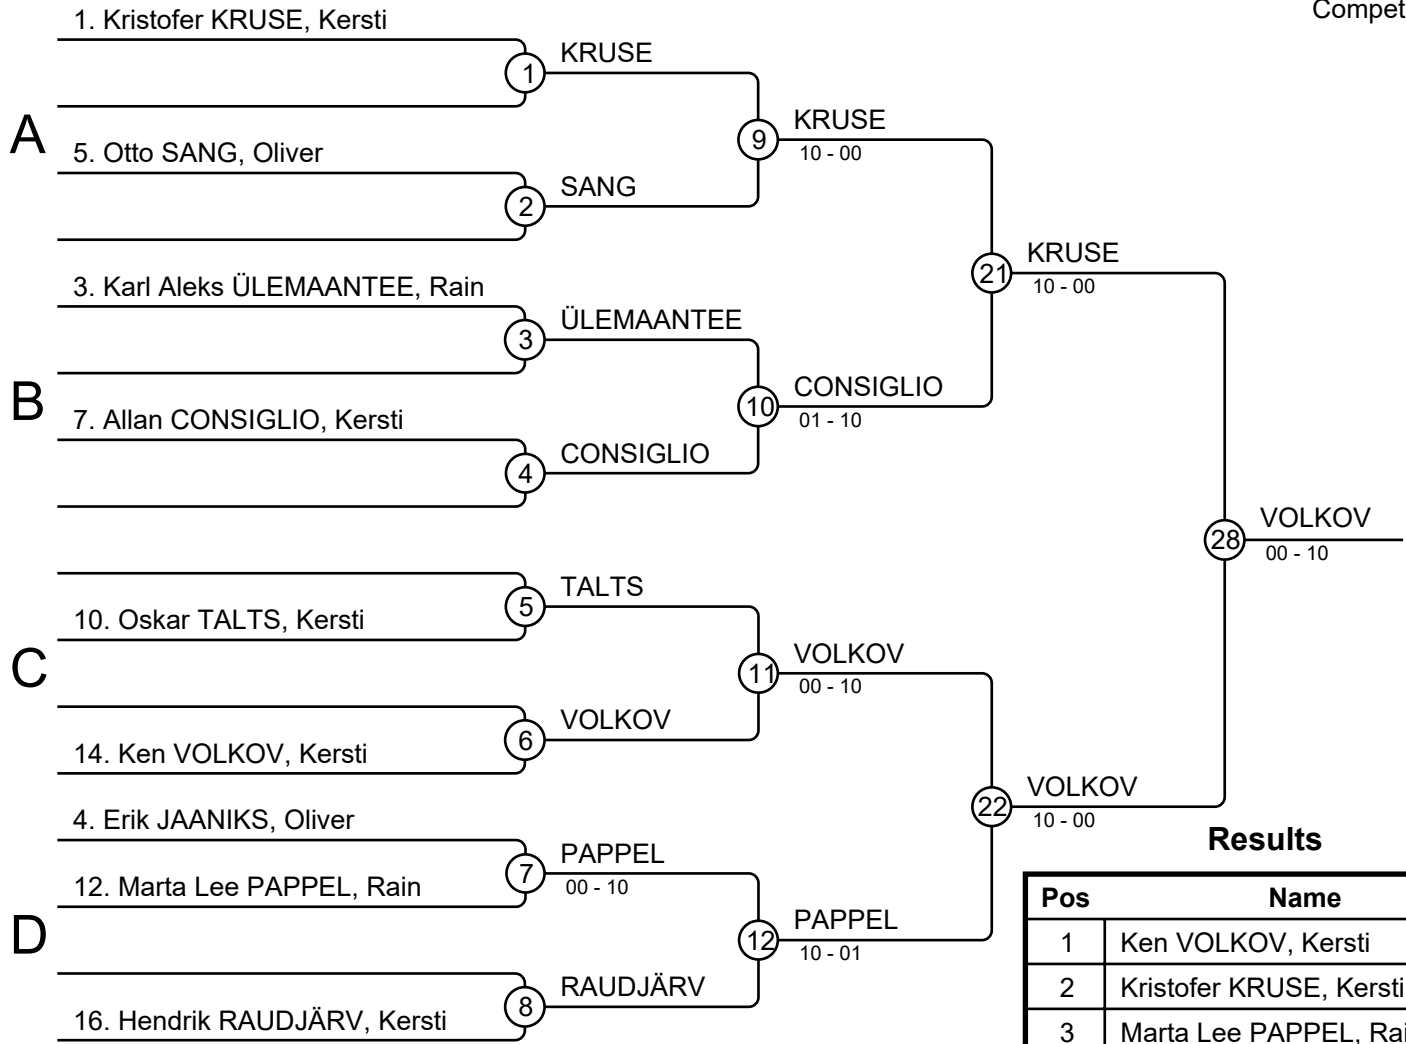 Compet
1. Kristofer KRUSE, Kersti
1
KRUSE
A
9
KRUSE
10 - 00
5. Otto SANG, Oliver
2
SANG
21
KRUSE
10 - 00
3. Karl Aleks ÜLEMAANTEE, Rain
3
ÜLEMAANTEE
B
10
CONSIGLIO
01 - 10
7. Allan CONSIGLIO, Kersti
4
CONSIGLIO
28
VOLKOV
00 - 10
5
TALTS
10. Oskar TALTS, Kersti
C
11
VOLKOV
00 - 10
6
VOLKOV
14. Ken VOLKOV, Kersti
22
VOLKOV
10 - 00
4. Erik JAANIKS, Oliver
7
PAPPEL
00 - 10
12. Marta Lee PAPPEL, Rain
D
12
PAPPEL
10 - 01
8
RAUDJÄRV
16. Hendrik RAUDJÄRV, Kersti
Results
Pos Name
1 Ken VOLKOV, Kersti
2 Kristofer KRUSE, Kersti
3 Marta Lee PAPPEL, Rai